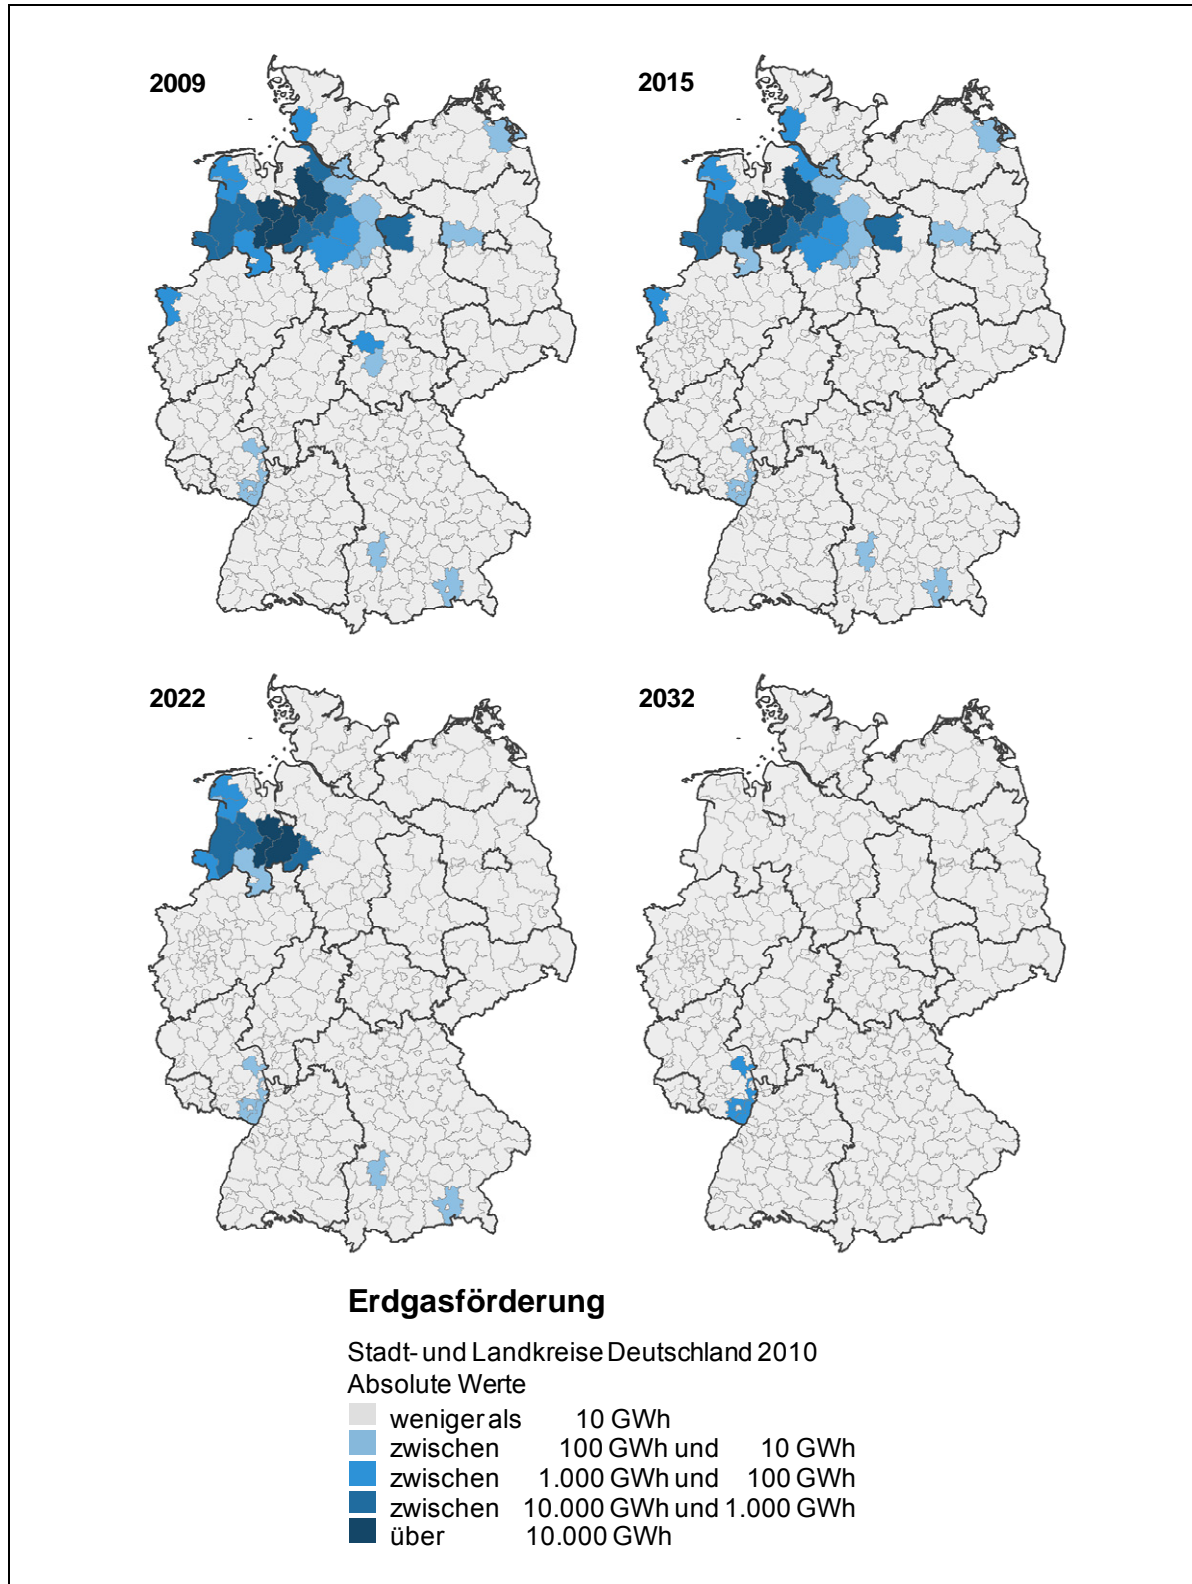 2009
2015
2022
2032
Erdgasförderung
Stadt- und Landkreise Deutschland 2010
Absolute Werte
weniger als 10 GWh
zwischen 100 GWh und 10 GWh
zwischen 1.000 GWh und 100 GWh
zwischen 10.000 GWh und 1.000 GWh
über 10.000 GWh